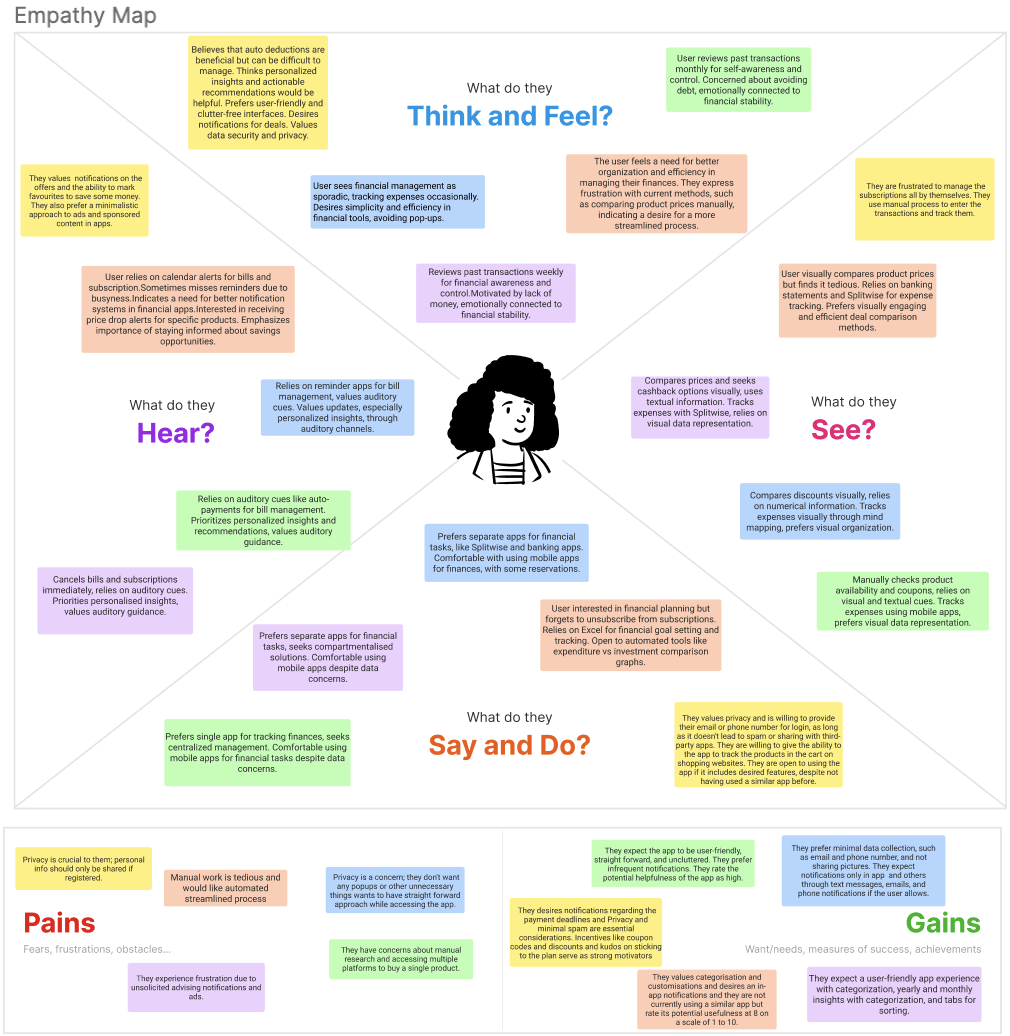 Empathy Map
Believes that auto deductions are
beneficial but can be difficult to
manage. Thinks personalized
insights and actionable
recommendations would be
helpful. Prefers user-friendly and
clutter-free interfaces. Desires
notifications for deals. Values
data security and privacy.
What do they
Think and Feel?
User reviews past transactions
monthly for self-awareness and
control. Concerned about avoiding
debt, emotionally connected to
financial stability.
They values  notifications on the
offers and the ability to mark
favourites to save some money.
They also prefer a minimalistic
approach to ads and sponsored
content in apps.
User sees financial management as
sporadic, tracking expenses occasionally.
Desires simplicity and efficiency in
financial tools, avoiding pop-ups.
The user feels a need for better
organization and efficiency in
managing their finances. They express
frustration with current methods, such
as comparing product prices manually,
indicating a desire for a more
streamlined process.
They are frustrated to manage the
subscriptions all by themselves. They
use manual process to enter the
transactions and track them.
User relies on calendar alerts for bills and
subscription.Sometimes misses reminders due to
busyness.Indicates a need for better notification
systems in financial apps.Interested in receiving
price drop alerts for specific products. Emphasizes
importance of staying informed about savings
opportunities.
Reviews past transactions weekly
for financial awareness and
control.Motivated by lack of
money, emotionally connected to
financial stability.
User visually compares product prices
but finds it tedious. Relies on banking
statements and Splitwise for expense
tracking. Prefers visually engaging
and efficient deal comparison
methods.
What do they
Hear?
Relies on reminder apps for bill
management, values auditory
cues. Values updates, especially
personalized insights, through
auditory channels.
Compares prices and seeks
cashback options visually, uses
textual information. Tracks
expenses with Splitwise, relies on
visual data representation.
What do they
See?
Relies on auditory cues like auto-
payments for bill management.
Prioritizes personalized insights and
recommendations, values auditory
guidance.
Compares discounts visually, relies
on numerical information. Tracks
expenses visually through mind
mapping, prefers visual organization.
Prefers separate apps for financial
tasks, like Splitwise and banking apps.
Comfortable with using mobile apps
for finances, with some reservations.
Cancels bills and subscriptions
immediately, relies on auditory cues.
Priorities personalised insights,
values auditory guidance.
Manually checks product
availability and coupons, relies on
visual and textual cues. Tracks
expenses using mobile apps,
prefers visual data representation.
User interested in financial planning but
forgets to unsubscribe from subscriptions.
Relies on Excel for financial goal setting and
tracking. Open to automated tools like
expenditure vs investment comparison
graphs.
Prefers separate apps for financial
tasks, seeks compartmentalised
solutions. Comfortable using
mobile apps despite data
concerns.
What do they
Say and Do?
Prefers single app for tracking finances, seeks
centralized management. Comfortable using
mobile apps for financial tasks despite data
concerns.
They values privacy and is willing to provide
their email or phone number for login, as long
as it doesn't lead to spam or sharing with third-
party apps. They are willing to give the ability to
the app to track the products in the cart on
shopping websites. They are open to using the
app if it includes desired features, despite not
having used a similar app before.
Privacy is crucial to them; personal
info should only be shared if
registered.
Manual work is tedious and
would like automated
streamlined process
Privacy is a concern; they don't want
any popups or other unnecessary
things wants to have straight forward
approach while accessing the app.
Pains
Fears, frustrations, obstacles...
They have concerns about manual
research and accessing multiple
platforms to buy a single product.
They experience frustration due to
unsolicited advising notifications and
ads.
They expect the app to be user-friendly,
straight forward, and uncluttered. They prefer
infrequent notifications. They rate the
potential helpfulness of the app as high.
They prefer minimal data collection, such
as email and phone number, and not
sharing pictures. They expect
notifications only in app  and others
through text messages, emails, and
phone notifications if the user allows.
They desires notifications regarding the
payment deadlines and Privacy and
minimal spam are essential
considerations. Incentives like coupon
codes and discounts and kudos on sticking
to the plan serve as strong motivators
Gains
Want/needs, measures of success, achievements
They values categorisation and
customisations and desires an in-
app notifications and they are not
currently using a similar app but
rate its potential usefulness at 8 on
a scale of 1 to 10.
They expect a user-friendly app experience
with categorization, yearly and monthly
insights with categorization, and tabs for
sorting.